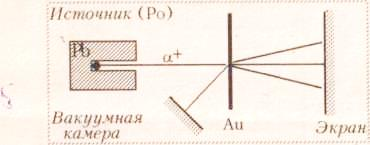 Источник (Po)
Pb
α+
Вакуумная
камера
Au
Экран